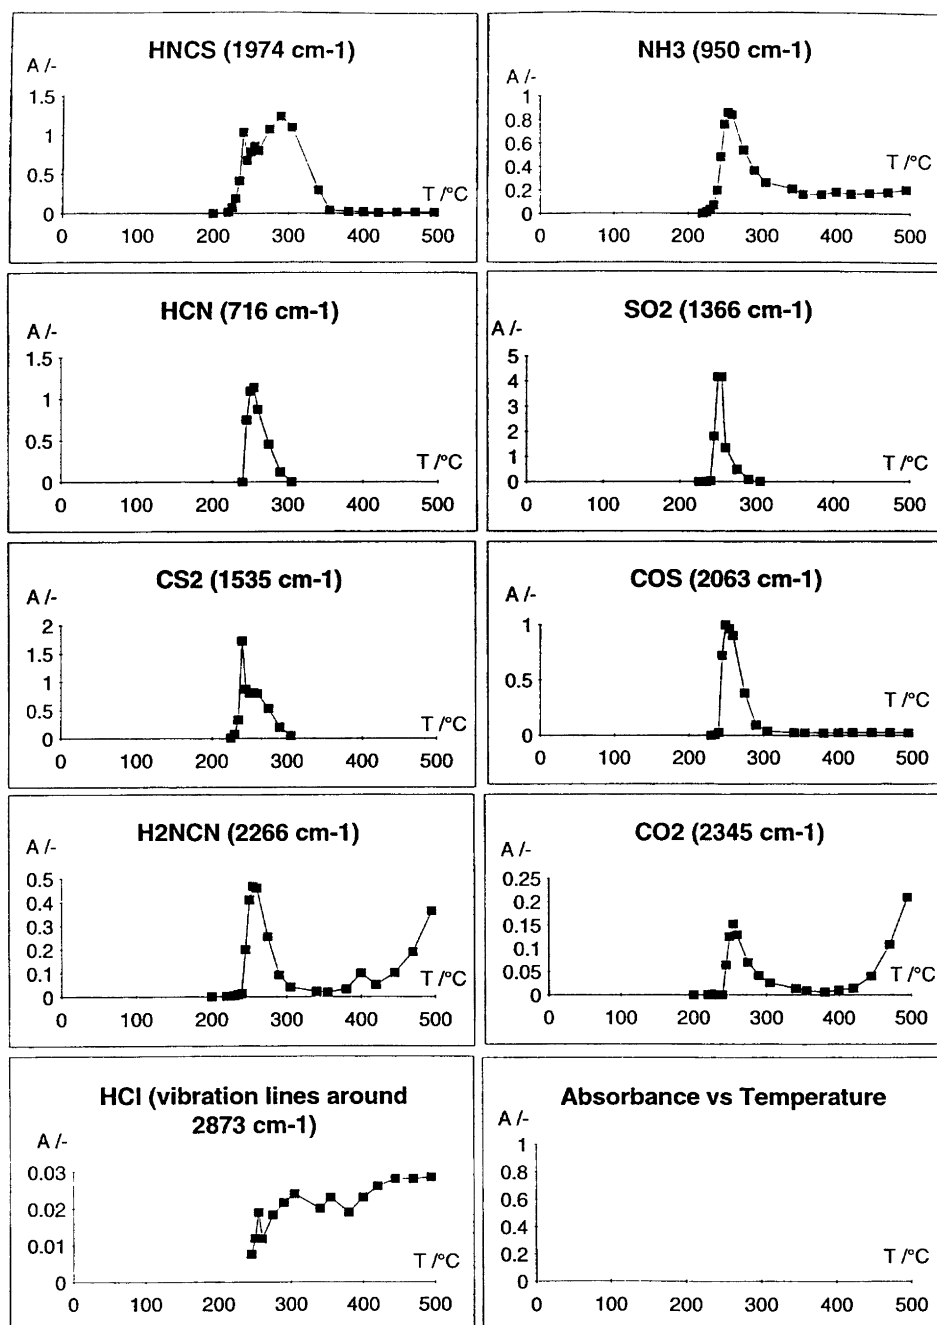 HNCS (1974 cm-1)
A /-
1.5
1
0.5
0
T /°C
0 100 200 300 400 500
NH3 (950 cm-1)
A /-
1
0.8
0.6
0.4
0.2
0
T /°C
0 100 200 300 400 500
HCN (716 cm-1)
A /-
1.5
1
0.5
0
T /°C
0 100 200 300 400 500
SO2 (1366 cm-1)
A /-
5
4
3
2
1
0
T /°C
0 100 200 300 400 500
CS2 (1535 cm-1)
A /-
2
1.5
1
0.5
0
T /°C
0 100 200 300 400 500
COS (2063 cm-1)
A /-
1
0.5
0
T /°C
0 100 200 300 400 500
H2NCN (2266 cm-1)
A /-
0.5
0.4
0.3
0.2
0.1
0
T /°C
0 100 200 300 400 500
CO2 (2345 cm-1)
A /-
0.25
0.2
0.15
0.1
0.05
0
T /°C
0 100 200 300 400 500
HCl (vibration lines around
2873 cm-1)
A /-
0.03
0.02
0.01
0
T /°C
0 100 200 300 400 500
Absorbance vs Temperature
A /-
1
0.8
0.6
0.4
0.2
0
T /°C
0 100 200 300 400 500